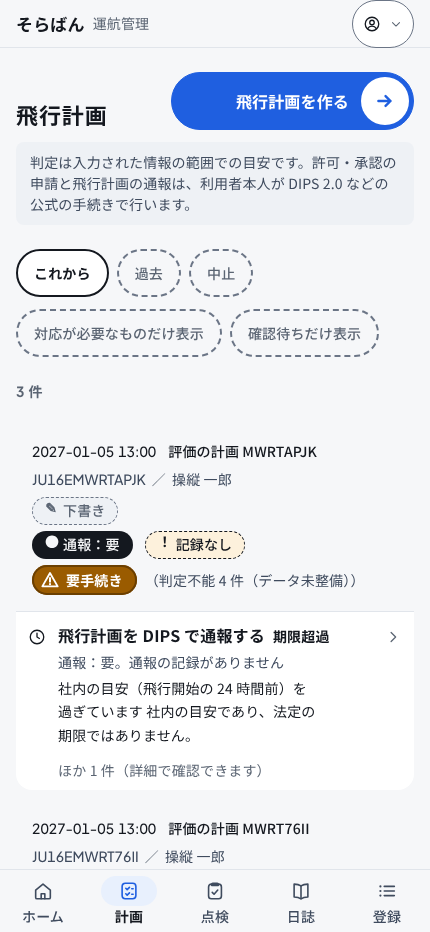 そらばん 運航管理
飛行計画
飛行計画を作る
判定は入力された情報の範囲での目安です。許可・承認の
申請と飛行計画の通報は、利用者本人が DIPS 2.0 などの
公式の手続きで行います。
これから 過去 中止
対応が必要なものだけ表示 確認待ちだけ表示
3 件
2027-01-05 13:00 評価の計画 MWRTAPJK
JU16EMWRTAPJK ／ 操縦 一郎
下書き
通報：要 ! 記録なし
要手続き （判定不能 4 件（データ未整備））
飛行計画を DIPS で通報する 期限超過
通報：要。通報の記録がありません
社内の目安（飛行開始の 24 時間前）を
過ぎています 社内の目安であり、法定の
期限ではありません。
ほか 1 件（詳細で確認できます）
2027-01-05 13:00 評価の計画 MWRT76II
JU16EMWRT76II ／ 操縦 一郎
ホーム 計画 点検 日誌 登録